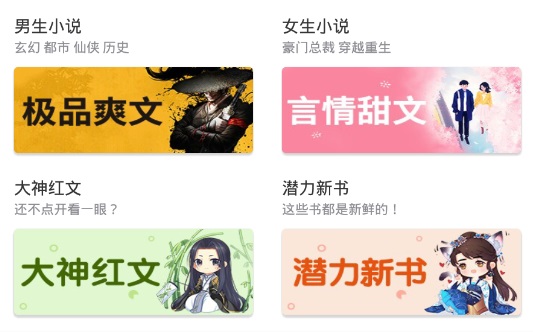 男生小说
玄幻 都市 仙侠 历史
极品爽文
女生小说
豪门总裁 穿越重生
言情甜文
大神红文
还不点开看一眼？
大神红文
潜力新书
这些书都是新鲜的！
潜力新书